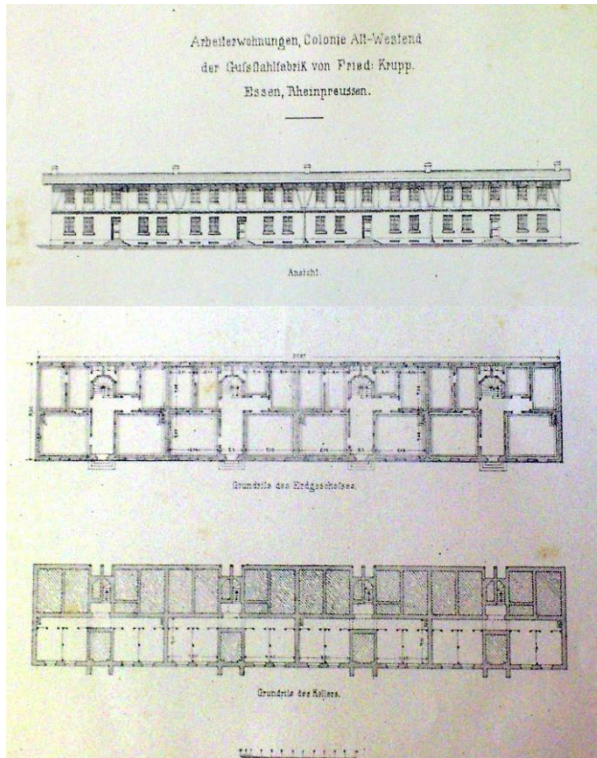 Arbeiterwohnungen, Colonie Alt-Westend
der Gußstahlfabrik von Fried: Krupp.
Essen, Rheinpreussen.
Ansicht.
Grundriſs des Erdgeschoſses.
Grundriſs des Kellers.